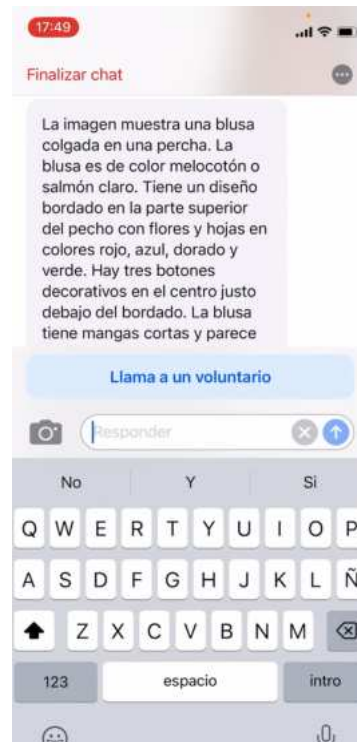 17:49
Finalizar chat
La imagen muestra una blusa
colgada en una percha. La
blusa es de color melocotón o
salmón claro. Tiene un diseño
bordado en la parte superior
del pecho con flores y hojas en
colores rojo, azul, dorado y
verde. Hay tres botones
decorativos en el centro justo
debajo del bordado. La blusa
tiene mangas cortas y parece
Llama a un voluntario
Responder
No Y Si
Q W E R T Y U I O P
A S D F G H J K L Ñ
Z X C V B N M
123 espacio intro